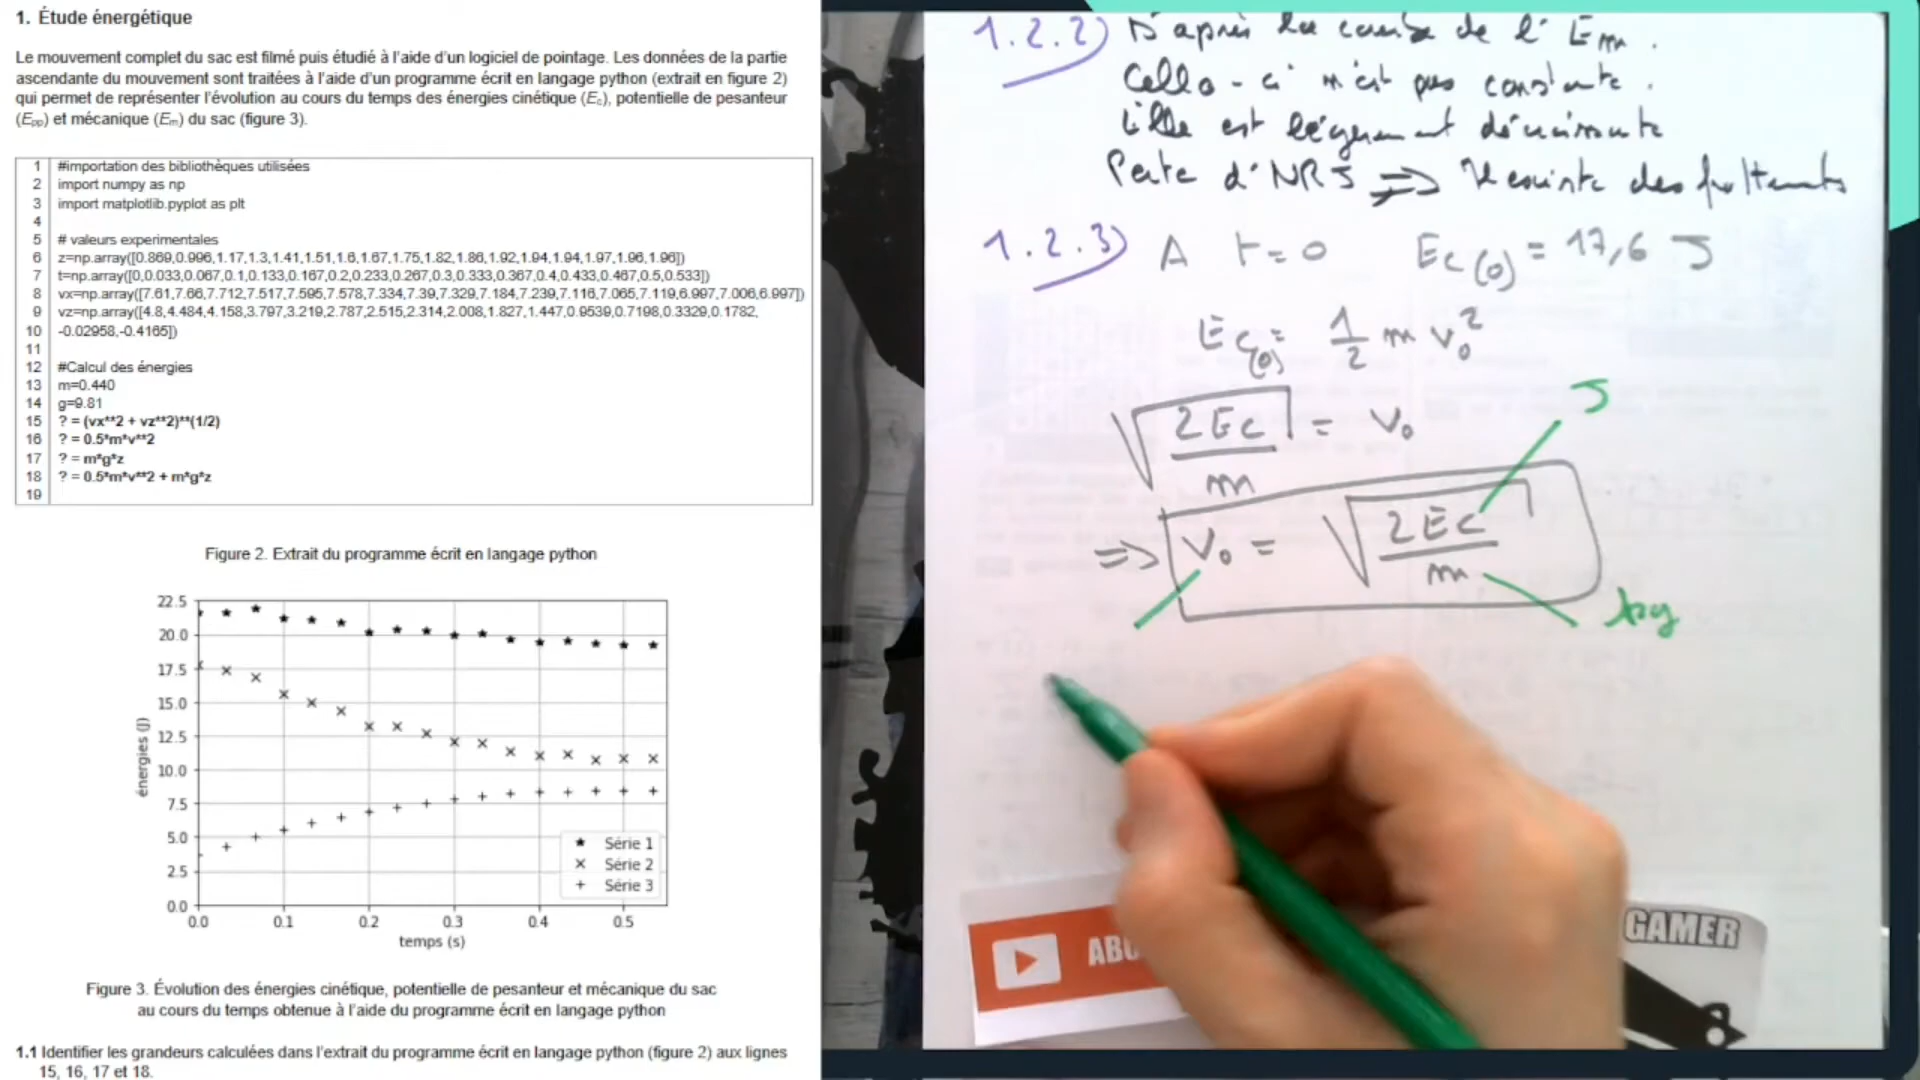 1. Étude énergétique
Le mouvement complet du sac est filmé puis étudié à l'aide d'un logiciel de pointage. Les données de la partie
ascendante du mouvement sont traitées à l'aide d'un programme écrit en langage python (extrait en figure 2)
qui permet de représenter l'évolution au cours du temps des énergies cinétique (Ec), potentielle de pesanteur
(Epp) et mécanique (Em) du sac (figure 3).
1 #importation des bibliothèques utilisées
2 import numpy as np
3 import matplotlib.pyplot as plt
4
5 # valeurs experimentales
6 z=np.array([0.869,0.996,1.17,1.3,1.41,1.51,1.6,1.67,1.75,1.82,1.86,1.92,1.94,1.94,1.97,1.96,1.96])
7 t=np.array([0,0.033,0.067,0.1,0.133,0.167,0.2,0.233,0.267,0.3,0.333,0.367,0.4,0.433,0.467,0.5,0.533])
8 vx=np.array([7.61,7.66,7.712,7.517,7.595,7.578,7.334,7.39,7.329,7.184,7.239,7.116,7.065,7.119,6.997,7.006,6.997])
9 vz=np.array([4.8,4.484,4.158,3.797,3.219,2.787,2.515,2.314,2.008,1.827,1.447,0.9539,0.7198,0.3329,0.1782,
10 -0.02958,-0.4165])
11
12 #Calcul des énergies
13 m=0.440
14 g=9.81
15 ? = (vx**2 + vz**2)**(1/2)
16 ? = 0.5*m*v**2
17 ? = m*g*z
18 ? = 0.5*m*v**2 + m*g*z
19
Figure 2. Extrait du programme écrit en langage python
22.5
20.0
17.5
15.0
12.5
10.0
7.5
5.0
2.5
0.0
énergies (J)
Série 1
Série 2
Série 3
0.0 0.1 0.2 0.3 0.4 0.5
temps (s)
Figure 3. Évolution des énergies cinétique, potentielle de pesanteur et mécanique du sac
au cours du temps obtenue à l'aide du programme écrit en langage python
1.1 Identifier les grandeurs calculées dans l'extrait du programme écrit en langage python (figure 2) aux lignes
15, 16, 17 et 18.
1.2.2) D'après la courbe de l'Em.
Celle-ci n'est pas constante.
Elle est légèrement décroissante
Perte d'NRJ => Existe des frottements
1.2.3) A t=0 Ec(0) = 17,6 J
Ec(0) = 1/2 m v0²
√(2Ec/m) = v0
J
=> v0 = √(2Ec/m)
kg
GAMER